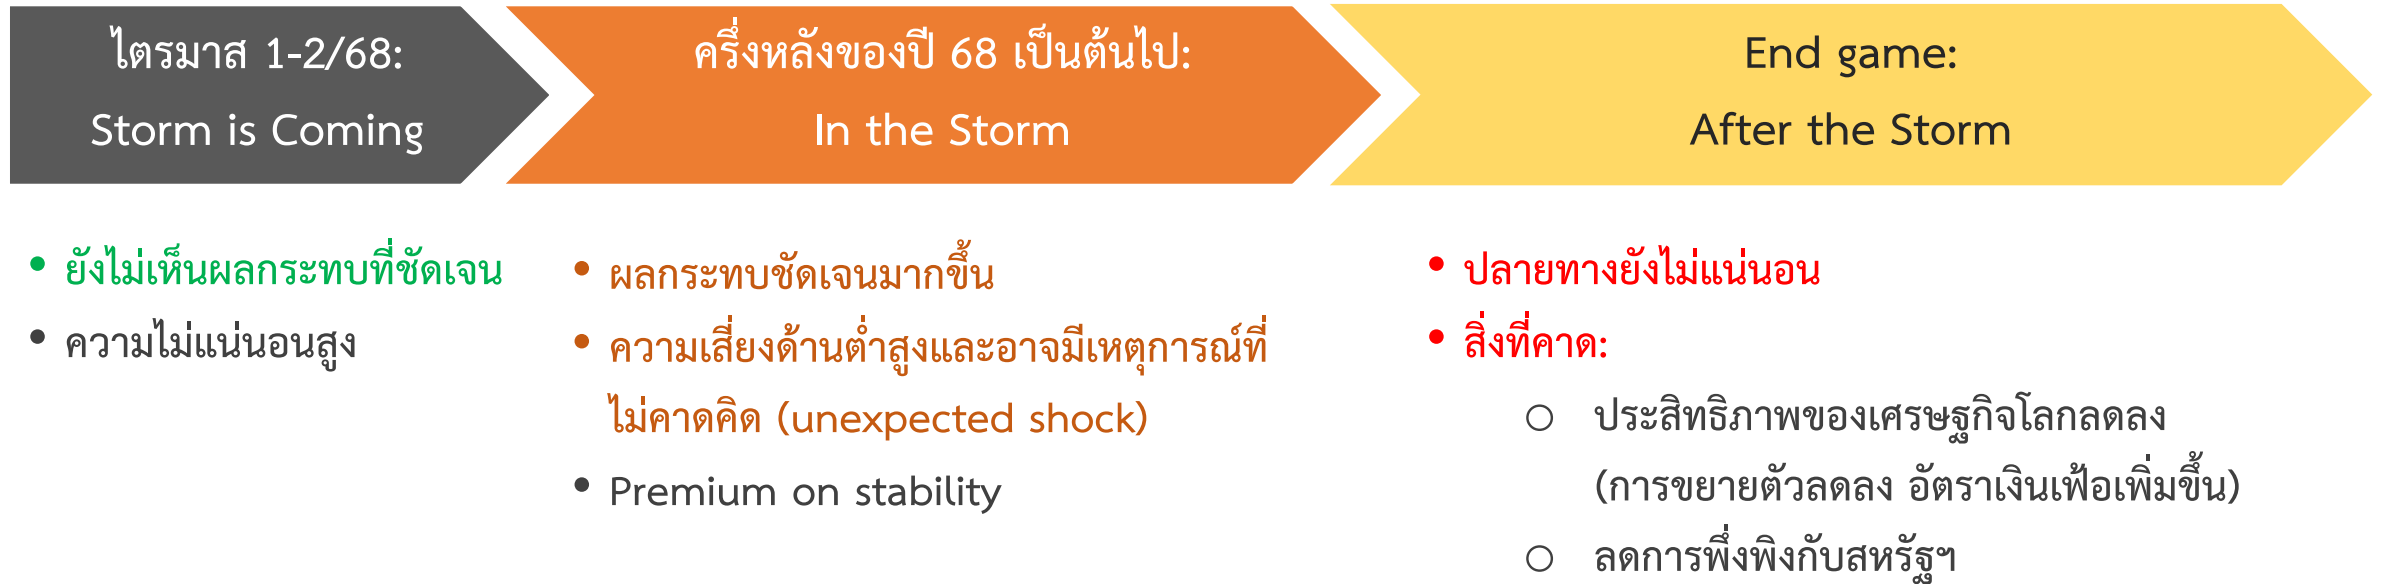 ไตรมาส 1-2/68:
Storm is Coming
ครึ่งหลังของปี 68 เป็นต้นไป:
In the Storm
End game:
After the Storm
• ยังไม่เห็นผลกระทบที่ชัดเจน
• ความไม่แน่นอนสูง
• ผลกระทบชัดเจนมากขึ้น
• ความเสี่ยงด้านต่ำสูงและอาจมีเหตุการณ์ที่
ไม่คาดคิด (unexpected shock)
• Premium on stability
• ปลายทางยังไม่แน่นอน
• สิ่งที่คาด:
○ ประสิทธิภาพของเศรษฐกิจโลกลดลง
(การขยายตัวลดลง อัตราเงินเฟ้อเพิ่มขึ้น)
○ ลดการพึ่งพิงกับสหรัฐฯ